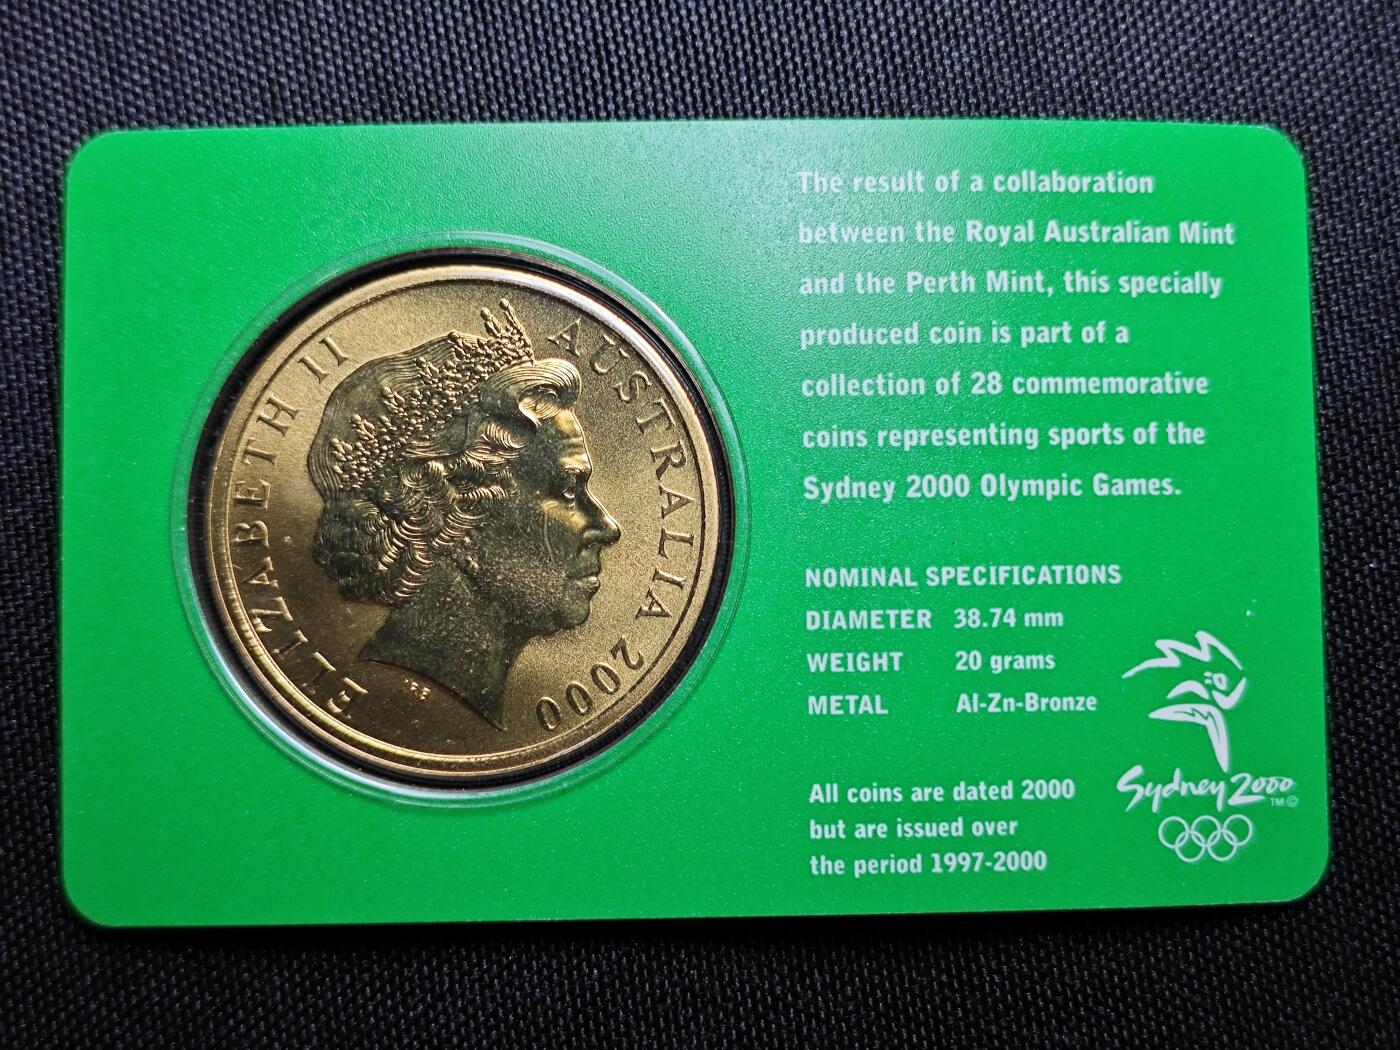 ELIZABETH II
AUSTRALIA 2000
IRB
The result of a collaboration
between the Royal Australian Mint
and the Perth Mint, this specially
produced coin is part of a
collection of 28 commemorative
coins representing sports of the
Sydney 2000 Olympic Games.
NOMINAL SPECIFICATIONS
DIAMETER 38.74 mm
WEIGHT 20 grams
METAL Al-Zn-Bronze
All coins are dated 2000
but are issued over
the period 1997-2000
Sydney 2000
TM ©